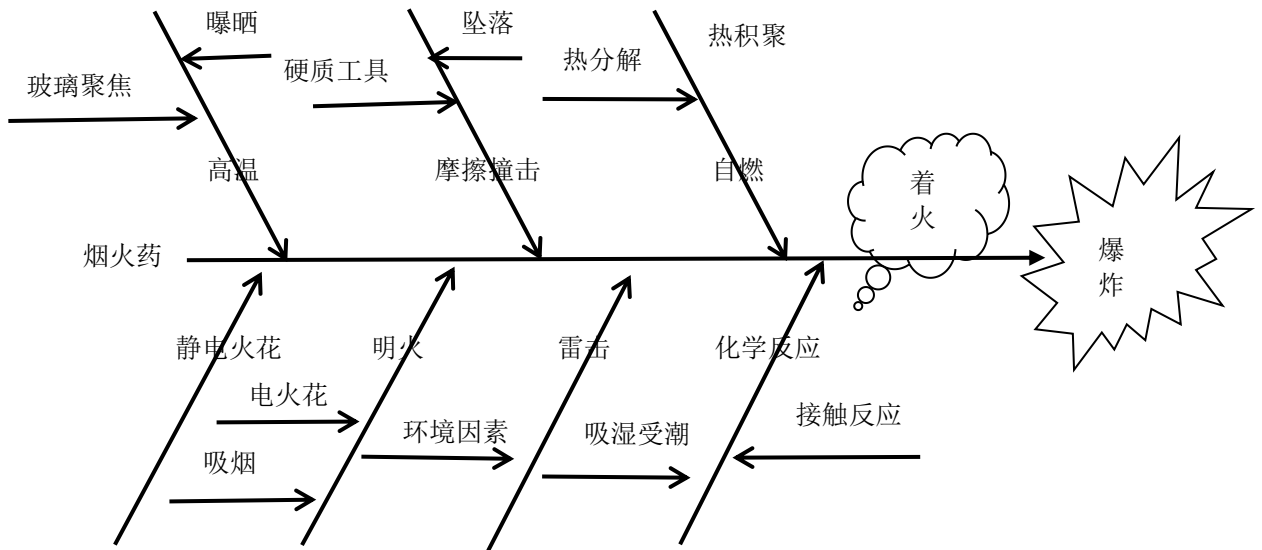 曝晒
坠落
热积聚
热分解
硬质工具
玻璃聚焦
高温
摩擦撞击
自燃
着
火
烟火药
爆
炸
静电火花
明火
雷击
化学反应
电火花
环境因素
吸湿受潮
接触反应
吸烟